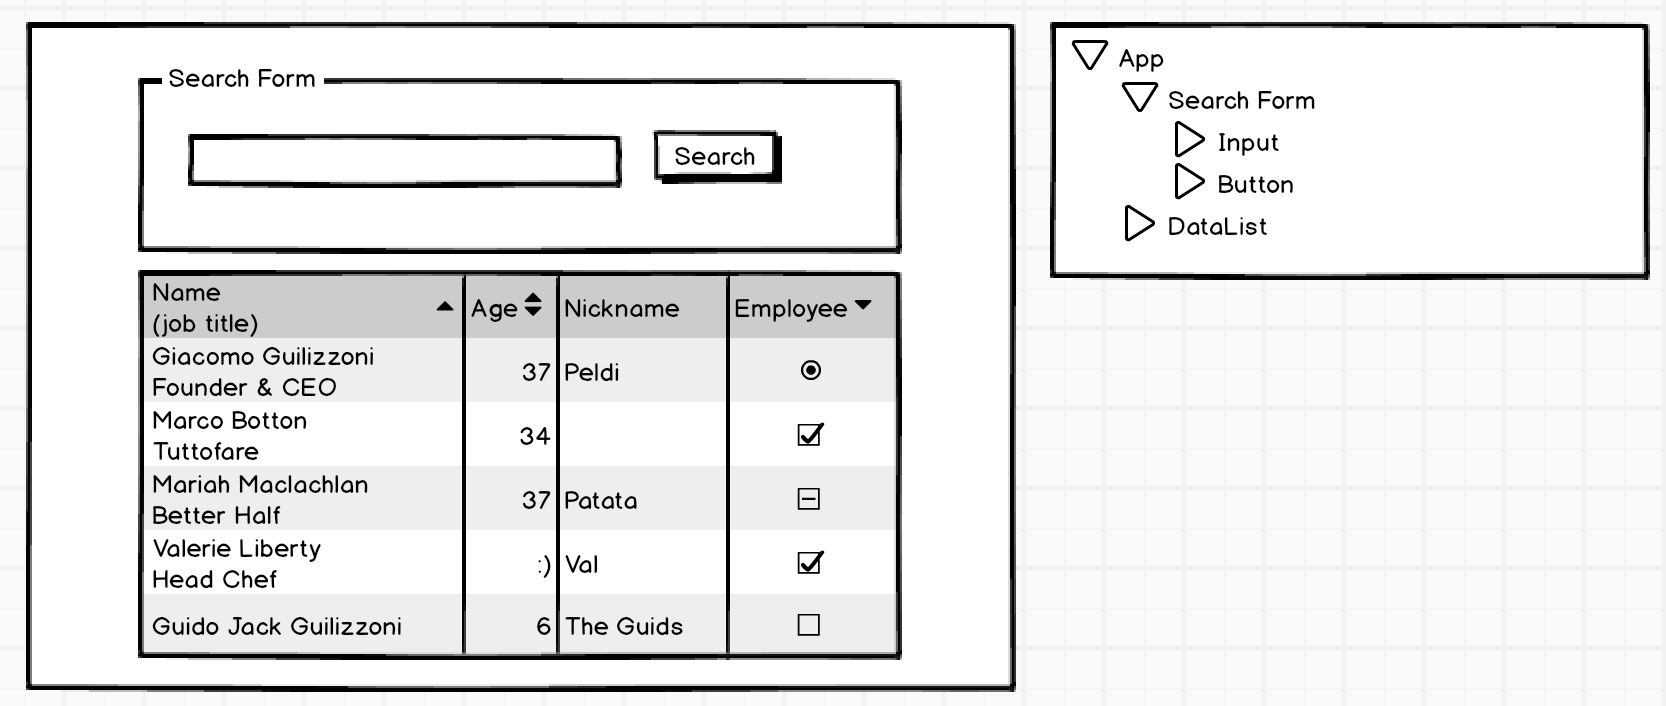 Search Form
Search
Name
(job title)
Age
Nickname
Employee
Giacomo Guilizzoni
Founder & CEO
37
Peldi
Marco Botton
Tuttofare
34
Mariah Maclachlan
Better Half
37
Patata
Valerie Liberty
Head Chef
:)
Val
Guido Jack Guilizzoni
6
The Guids
App
Search Form
Input
Button
DataList